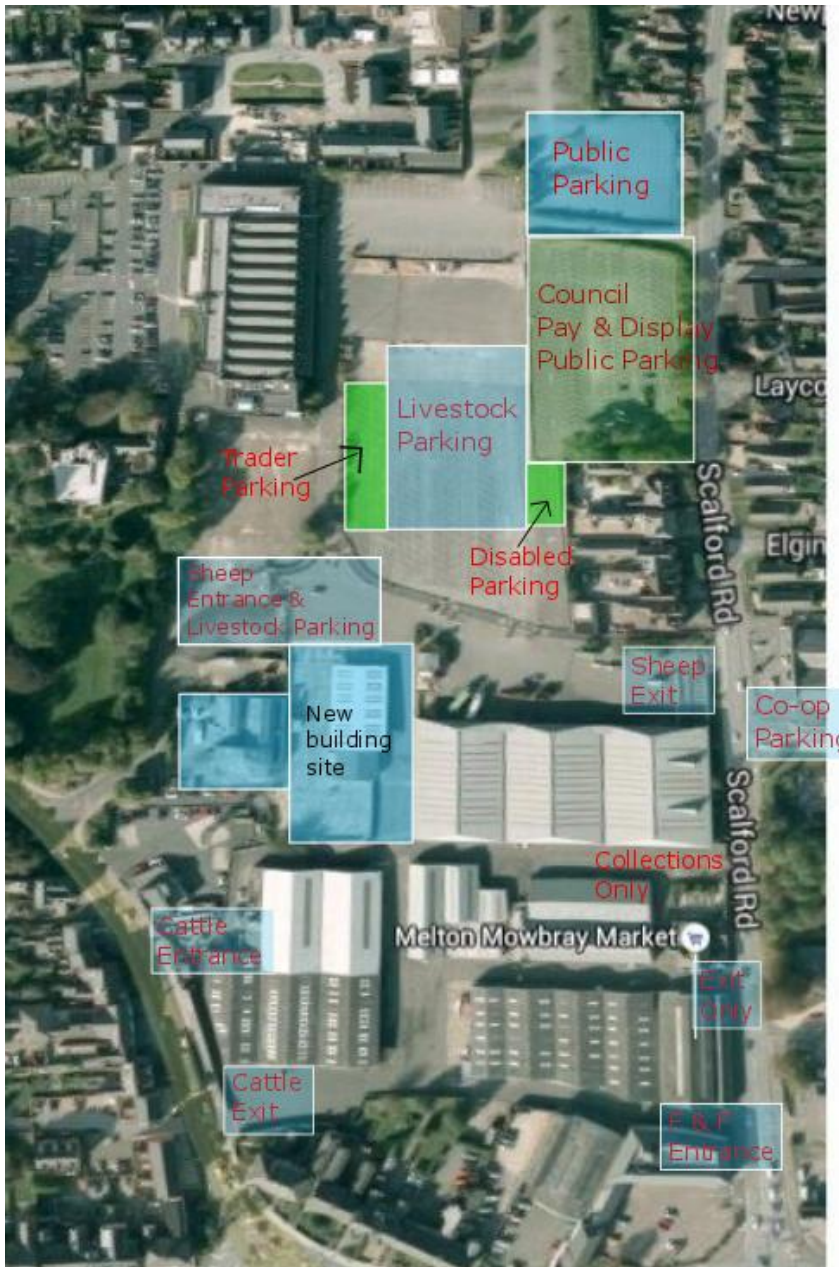 New
Public
Parking
Council
Pay & Display
Public Parking
Layco
Livestock
Parking
Trader
Parking
Scalford Rd
Elgin
Disabled
Parking
Sheep
Entrance &
Livestock Parking
Sheep
Exit
Co-op
Parking
New
building
site
Scalford Rd
Collections
Only
Cattle
Entrance
Melton Mowbray Market
Exit
Only
Cattle
Exit
F & F
Entrance